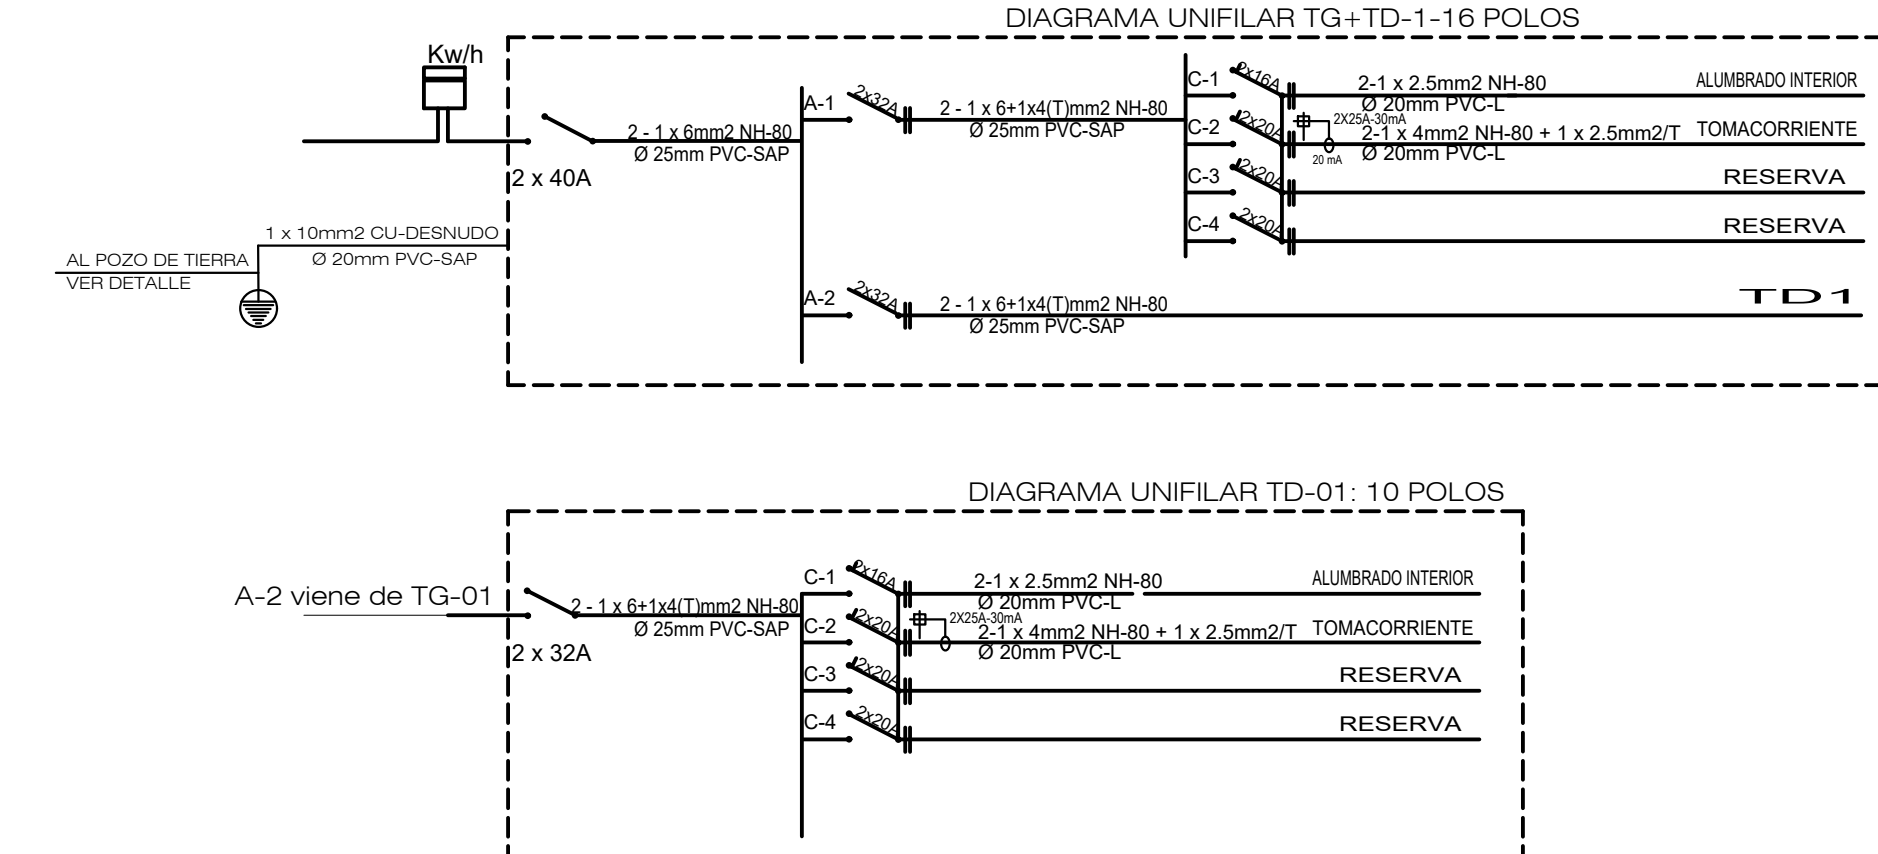 DIAGRAMA UNIFILAR TG+TD-1-16 POLOS
Kw/h
2 x 40A
2 - 1 x 6mm2 NH-80
Ø 25mm PVC-SAP
1 x 10mm2 CU-DESNUDO
Ø 20mm PVC-SAP
AL POZO DE TIERRA
VER DETALLE
A-1
2x32A
2 - 1 x 6+1x4(T)mm2 NH-80
Ø 25mm PVC-SAP
C-1
2x16A
2-1 x 2.5mm2 NH-80
Ø 20mm PVC-L
ALUMBRADO INTERIOR
C-2
2x20A
2X25A-30mA
20 mA
2-1 x 4mm2 NH-80 + 1 x 2.5mm2/T
Ø 20mm PVC-L
TOMACORRIENTE
C-3
2x20A
RESERVA
C-4
2x20A
RESERVA
A-2
2x32A
2 - 1 x 6+1x4(T)mm2 NH-80
Ø 25mm PVC-SAP
TD1
DIAGRAMA UNIFILAR TD-01: 10 POLOS
A-2 viene de TG-01
2 x 32A
2 - 1 x 6+1x4(T)mm2 NH-80
Ø 25mm PVC-SAP
C-1
2x16A
2-1 x 2.5mm2 NH-80
Ø 20mm PVC-L
ALUMBRADO INTERIOR
C-2
2x20A
2X25A-30mA
2-1 x 4mm2 NH-80 + 1 x 2.5mm2/T
Ø 20mm PVC-L
TOMACORRIENTE
C-3
2x20A
RESERVA
C-4
2x20A
RESERVA